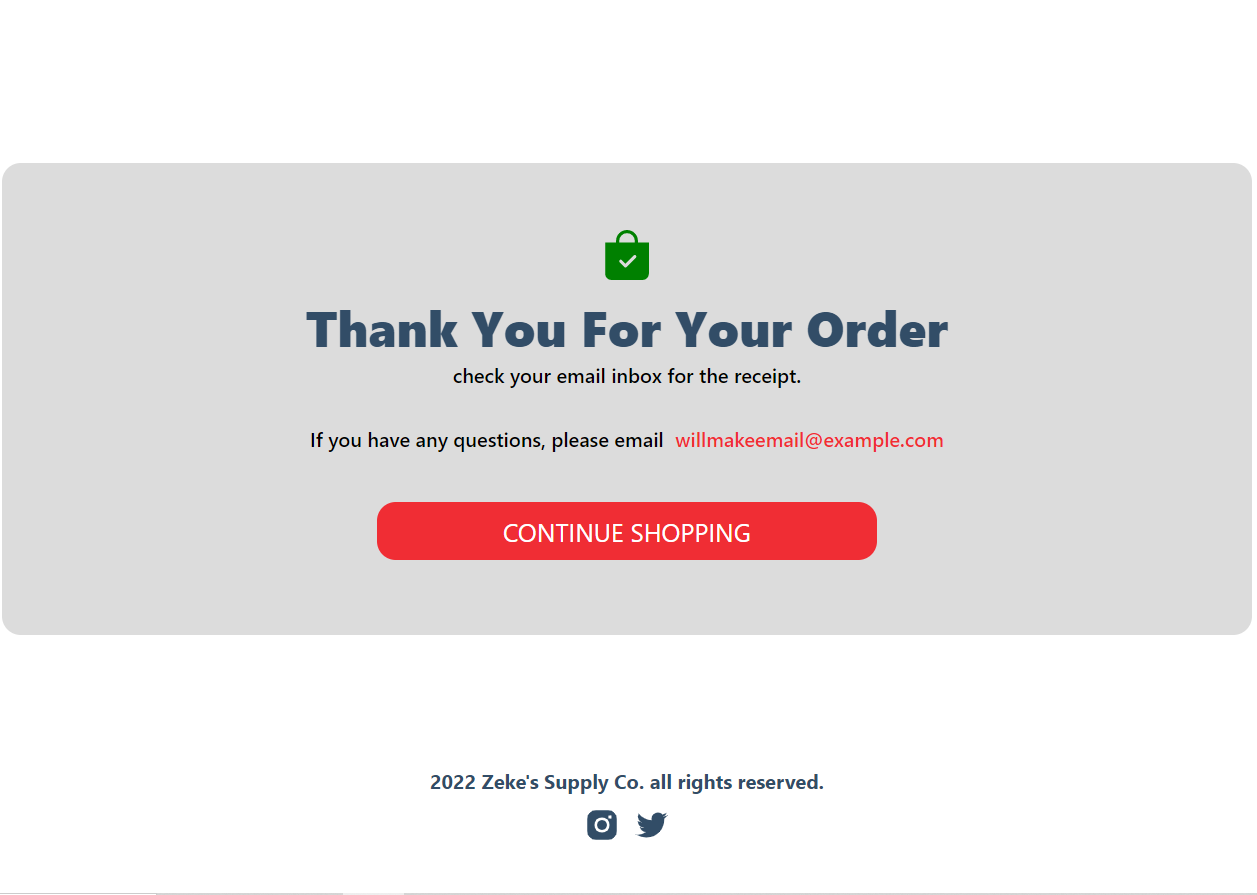 Thank You For Your Order
check your email inbox for the receipt.
If you have any questions, please email willmakeemail@example.com
CONTINUE SHOPPING
2022 Zeke's Supply Co. all rights reserved.